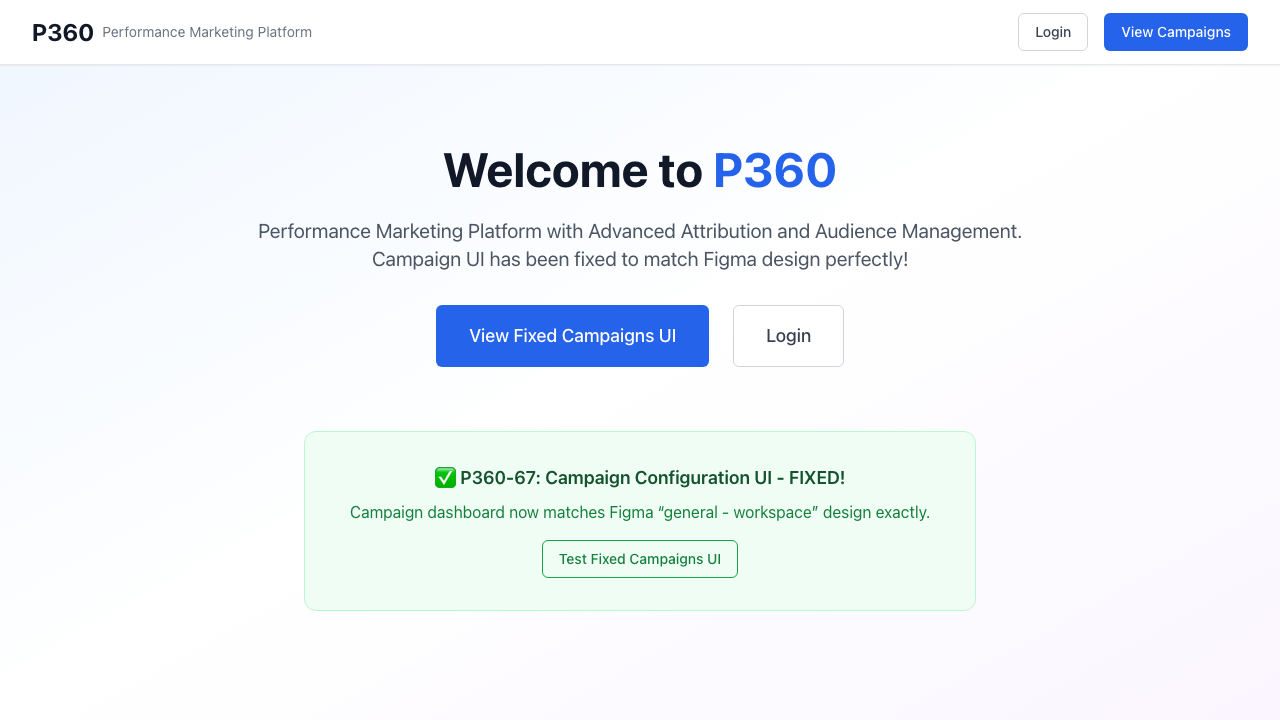 P360 Performance Marketing Platform
Login
View Campaigns
Welcome to P360
Performance Marketing Platform with Advanced Attribution and Audience Management.
Campaign UI has been fixed to match Figma design perfectly!
View Fixed Campaigns UI
Login
✅ P360-67: Campaign Configuration UI - FIXED!
Campaign dashboard now matches Figma “general - workspace” design exactly.
Test Fixed Campaigns UI